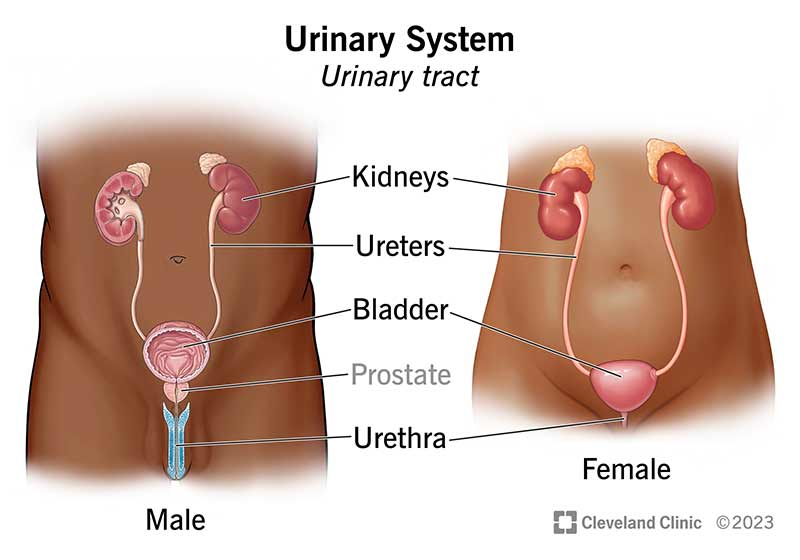 Urinary System
Urinary tract
Kidneys
Ureters
Bladder
Prostate
Urethra
Male
Female
Cleveland Clinic ©2023